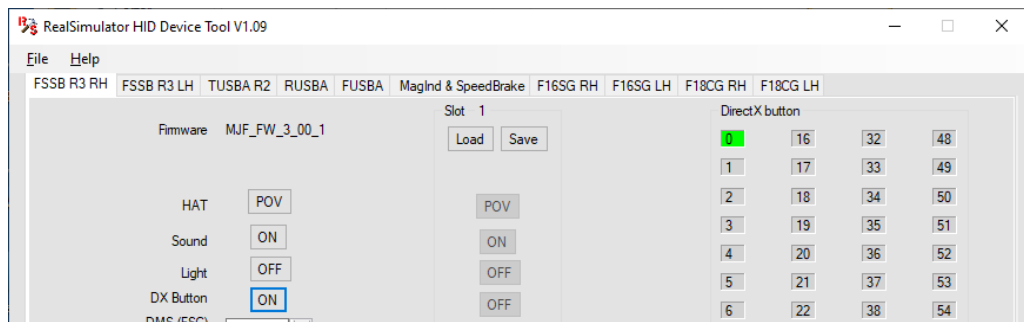 RealSimulator HID Device Tool V1.09
File Help
FSSB R3 RH FSSB R3 LH TUSBA R2 RUSBA FUSBA MagInd & SpeedBrake F16SG RH F16SG LH F18CG RH F18CG LH
Slot 1 DirectX button
Firmware MJF_FW_3_00_1 Load Save 0 16 32 48
1 17 33 49
HAT POV POV 2 18 34 50
Sound ON ON 3 19 35 51
4 20 36 52
Light OFF OFF 5 21 37 53
DX Button ON OFF 6 22 38 54
DMS (FSC)